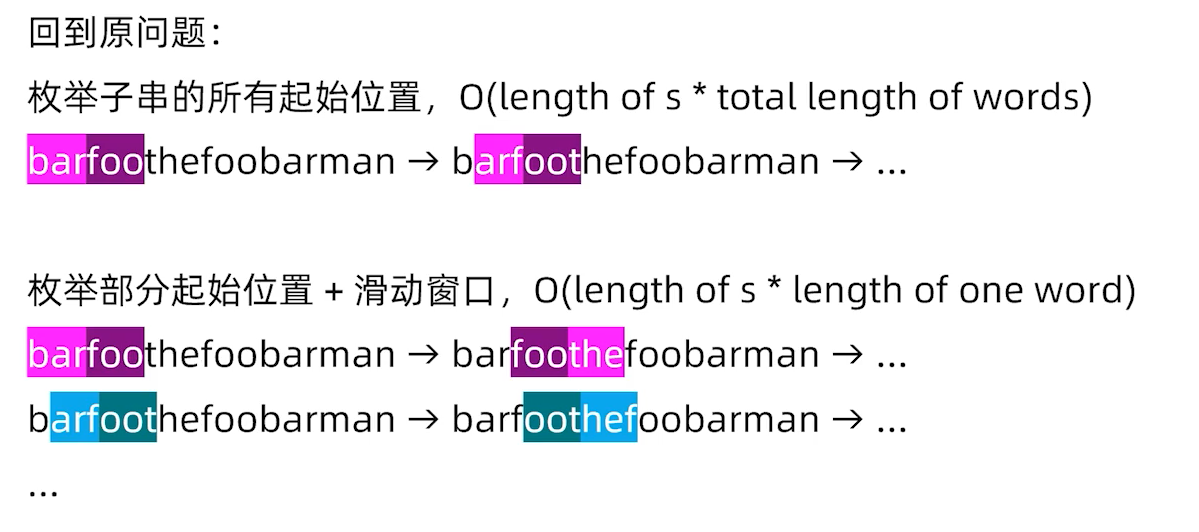 回到原问题：
枚举子串的所有起始位置，O(length of s * total length of words)
barfoothefoobarman → barfoothefoobarman → ...
枚举部分起始位置 + 滑动窗口，O(length of s * length of one word)
barfoothefoobarman → barfoothefoobarman → ...
barfoothefoobarman → barfoothefoobarman → ...
...